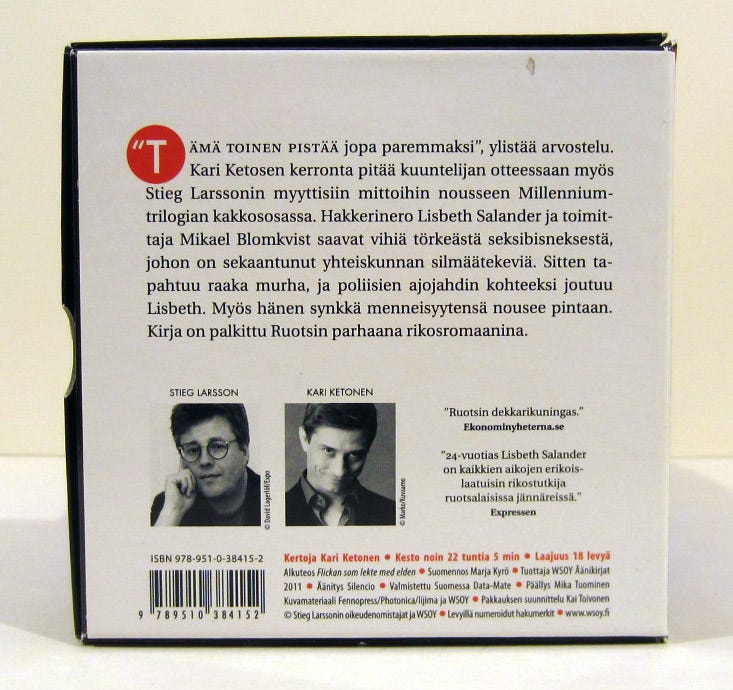 “TÄMÄ TOINEN PISTÄÄ jopa paremmaksi”, ylistää arvostelu.
Kari Ketosen kerronta pitää kuuntelijan otteessaan myös
Stieg Larssonin myyttisiin mittoihin nousseen Millennium-
trilogian kakkososassa. Hakkerinero Lisbeth Salander ja toimit-
taja Mikael Blomkvist saavat vihiä törkeästä seksibisneksestä,
johon on sekaantunut yhteiskunnan silmäätekeviä. Sitten ta-
pahtuu raaka murha, ja poliisien ajojahdin kohteeksi joutuu
Lisbeth. Myös hänen synkkä menneisyytensä nousee pintaan.
Kirja on palkittu Ruotsin parhaana rikosromaanina.
STIEG LARSSON
© David Lagerlöf/Expo
KARI KETONEN
© Marko/Kuvaamo
”Ruotsin dekkarikuningas.”
Ekonominyheterna.se
”24-vuotias Lisbeth Salander
on kaikkien aikojen erikois-
laatuisin rikostutkija
ruotsalaisissa jännäreissä.”
Expressen
ISBN 978-951-0-38415-2
9 789510 384152
Kertoja Kari Ketonen • Kesto noin 22 tuntia 5 min • Laajuus 18 levyä
Alkuteos Flickan som lekte med elden • Suomennos Marja Kyrö • Tuottaja WSOY Äänikirjat
2011 • Äänitys Silencio • Valmistettu Suomessa Data-Mate • Päällys Mika Tuominen
Kuvamateriaali Fennopress/Photonica/Iijima ja WSOY • Pakkauksen suunnittelu Kai Toivonen
© Stieg Larssonin oikeudenomistajat ja WSOY • Levyillä numeroidut hakumerkit • www.wsoy.fi